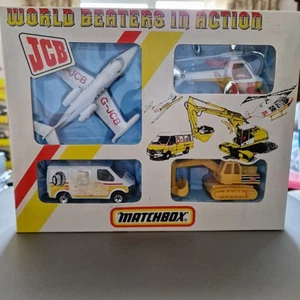 WORLD BEATERS IN ACTION
JCB
JCB
G-JCB
MATCHBOX